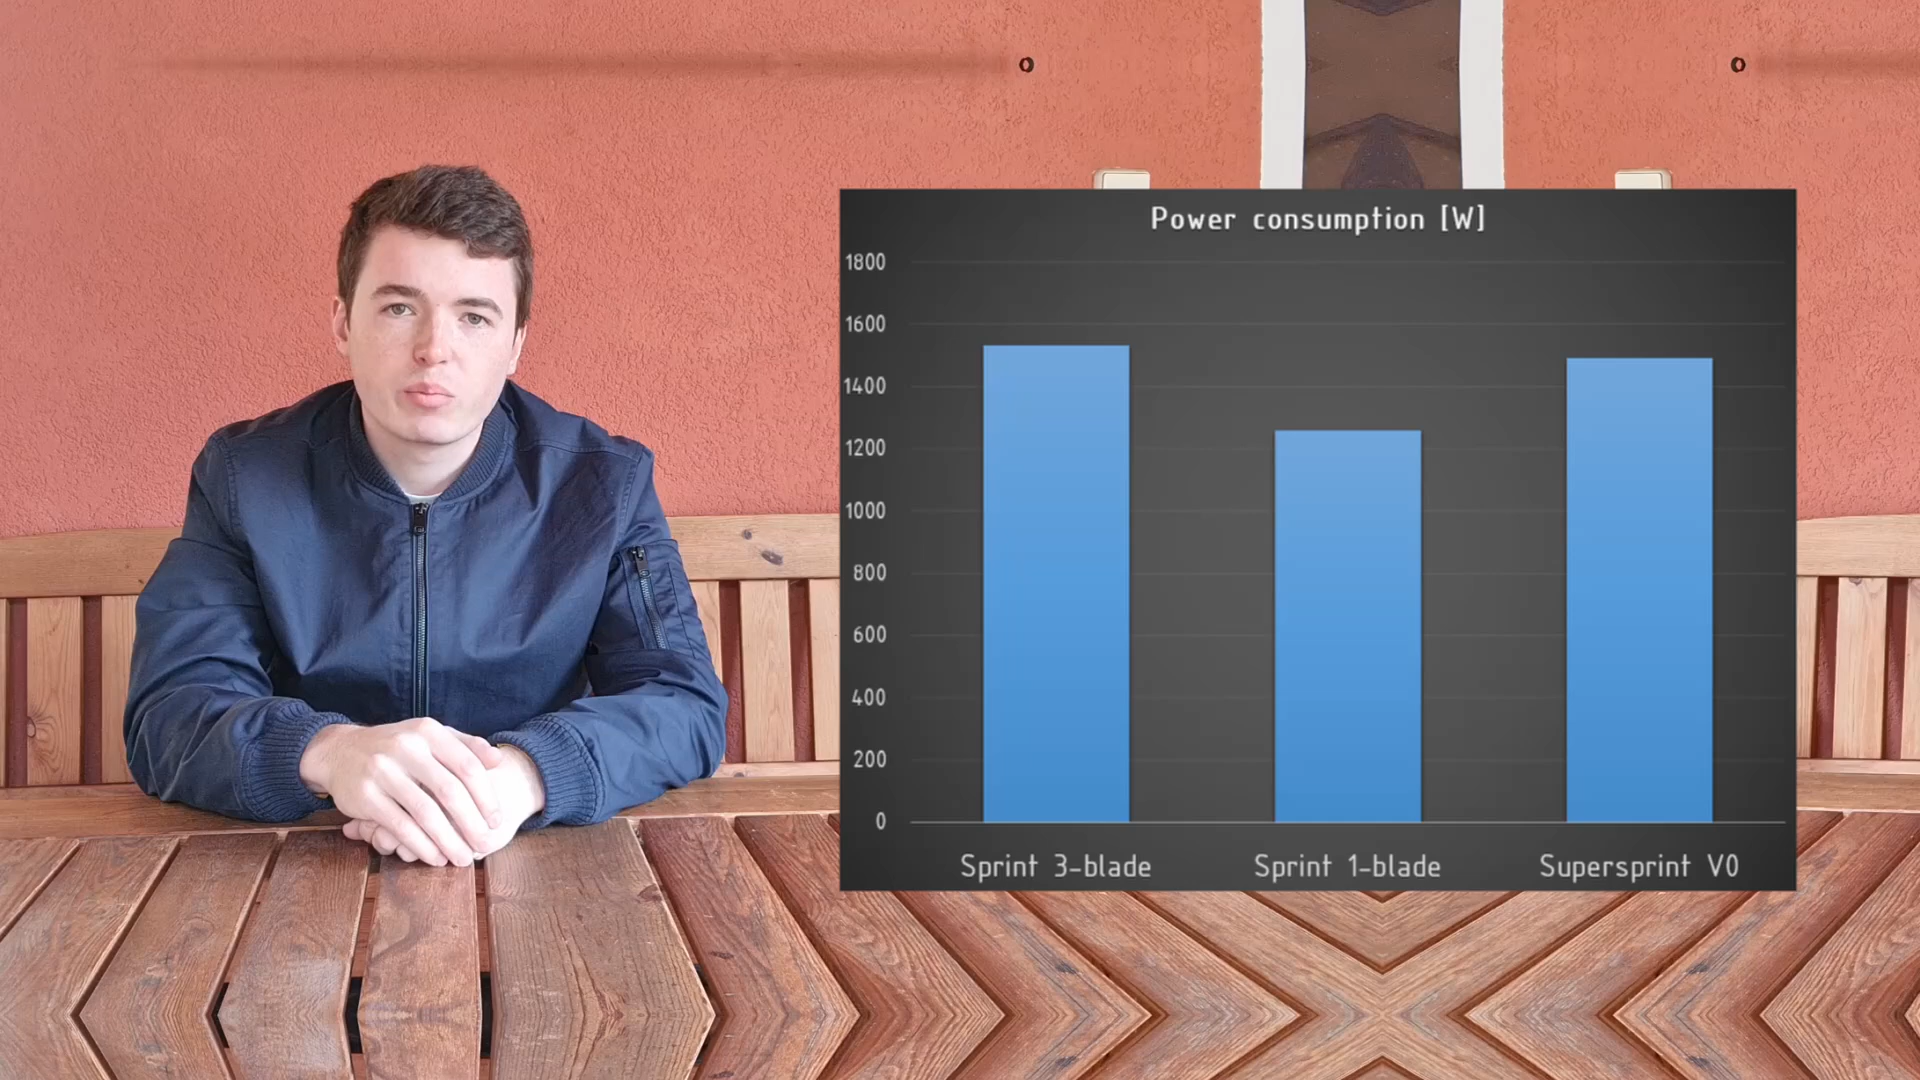 Power consumption [W]
1800
1600
1400
1200
1000
800
600
400
200
0
Sprint 3-blade
Sprint 1-blade
Supersprint V0